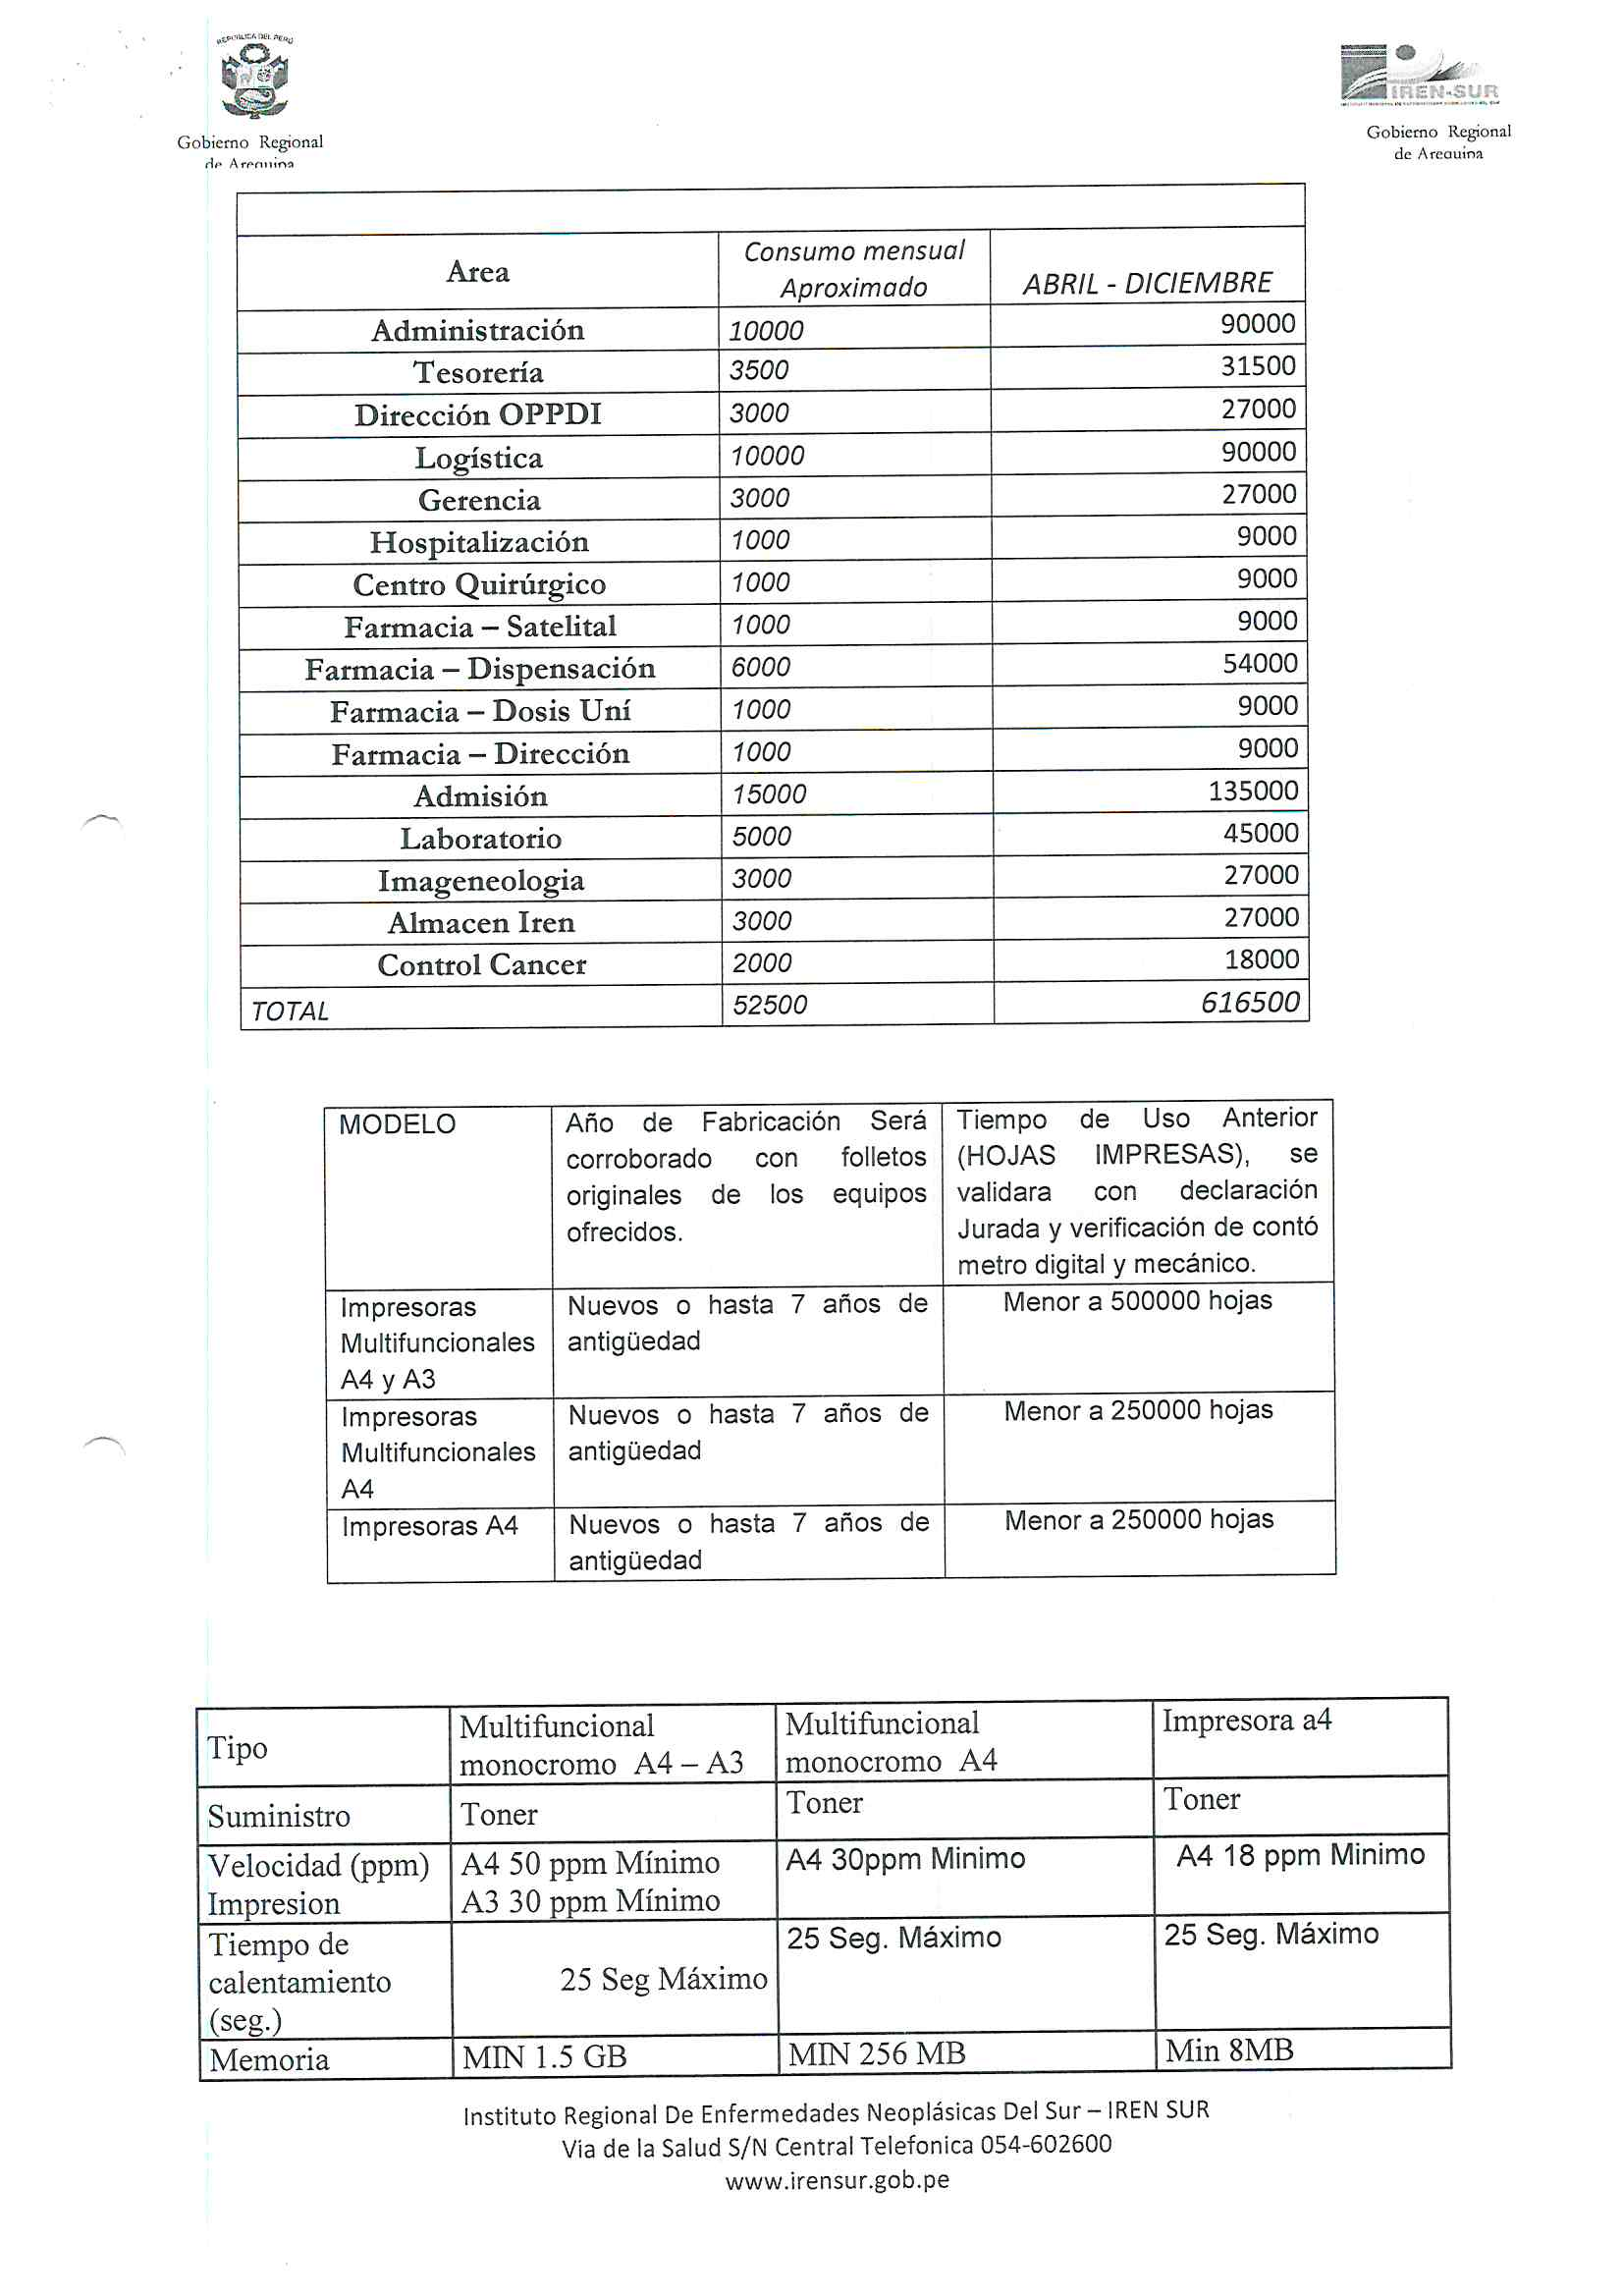 REPUBLICA DEL PERÚ
Gobierno Regional
de Arequipa
IREN-SUR
Gobierno Regional
de Arequipa
Area
Consumo mensual
Aproximado
ABRIL - DICIEMBRE
Administración 10000 90000
Tesorería 3500 31500
Dirección OPPDI 3000 27000
Logística 10000 90000
Gerencia 3000 27000
Hospitalización 1000 9000
Centro Quirúrgico 1000 9000
Farmacia – Satelital 1000 9000
Farmacia – Dispensación 6000 54000
Farmacia – Dosis Uní 1000 9000
Farmacia – Dirección 1000 9000
Admisión 15000 135000
Laboratorio 5000 45000
Imageneologia 3000 27000
Almacen Iren 3000 27000
Control Cancer 2000 18000
TOTAL 52500 616500
MODELO
Año de Fabricación Será
corroborado con folletos
originales de los equipos
ofrecidos.
Tiempo de Uso Anterior
(HOJAS IMPRESAS), se
validara con declaración
Jurada y verificación de contó
metro digital y mecánico.
Impresoras
Multifuncionales
A4 y A3
Nuevos o hasta 7 años de
antigüedad
Menor a 500000 hojas
Impresoras
Multifuncionales
A4
Nuevos o hasta 7 años de
antigüedad
Menor a 250000 hojas
Impresoras A4
Nuevos o hasta 7 años de
antigüedad
Menor a 250000 hojas
Tipo
Multifuncional
monocromo A4 – A3
Multifuncional
monocromo A4
Impresora a4
Suministro
Toner
Toner
Toner
Velocidad (ppm)
Impresion
A4 50 ppm Mínimo
A3 30 ppm Mínimo
A4 30ppm Minimo
A4 18 ppm Minimo
Tiempo de
calentamiento
(seg.)
25 Seg Máximo
25 Seg. Máximo
25 Seg. Máximo
Memoria
MIN 1.5 GB
MIN 256 MB
Min 8MB
Instituto Regional De Enfermedades Neoplásicas Del Sur – IREN SUR
Via de la Salud S/N Central Telefonica 054-602600
www.irensur.gob.pe